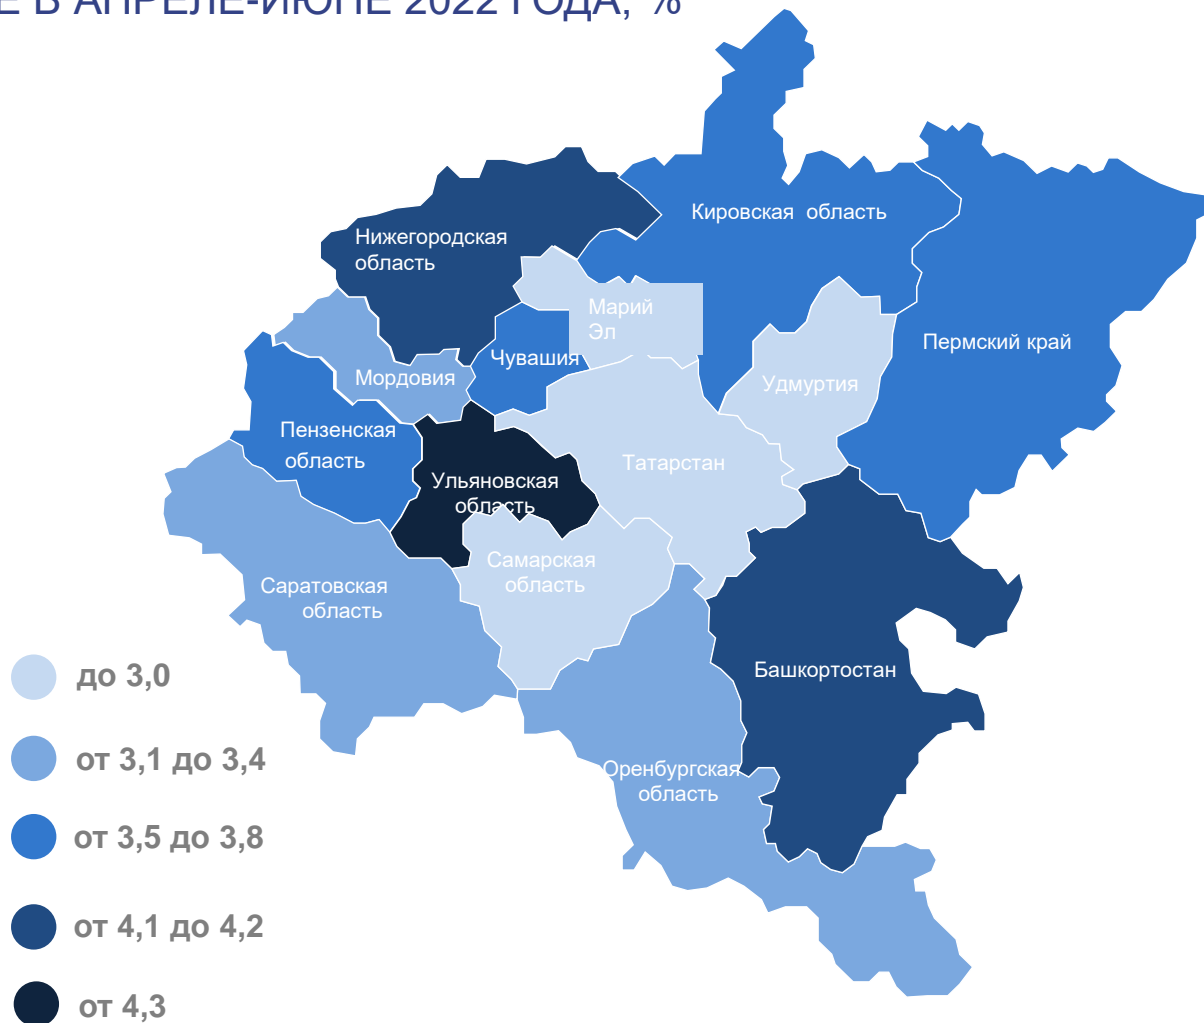 Е В АПРЕЛЕ-ИЮНЕ 2022 ГОДА, %
Кировская область
Нижегородская
область
Марий
Эл
Пермский край
Чувашия
Мордовия
Удмуртия
Пензенская
область
Татарстан
Ульяновская
область
Самарская
область
Саратовская
область
Башкортостан
Оренбургская
область
до 3,0
от 3,1 до 3,4
от 3,5 до 3,8
от 4,1 до 4,2
от 4,3